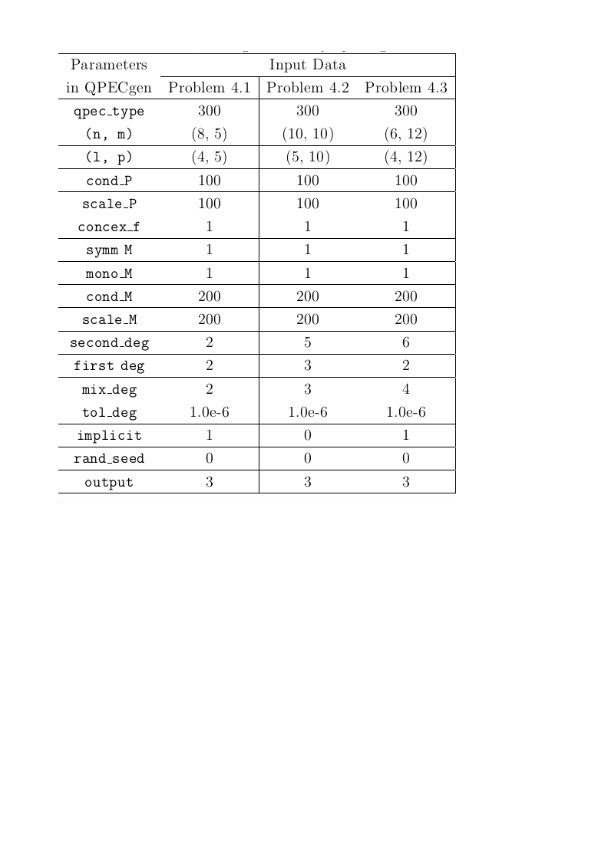 Parameters Input Data
in QPECgen Problem 4.1 Problem 4.2 Problem 4.3
qpec_type 300 300 300
(n, m) (8, 5) (10, 10) (6, 12)
(l, p) (4, 5) (5, 10) (4, 12)
cond_P 100 100 100
scale_P 100 100 100
concex_f 1 1 1
symm M 1 1 1
mono_M 1 1 1
cond_M 200 200 200
scale_M 200 200 200
second_deg 2 5 6
first deg 2 3 2
mix_deg 2 3 4
tol_deg 1.0e-6 1.0e-6 1.0e-6
implicit 1 0 1
rand_seed 0 0 0
output 3 3 3